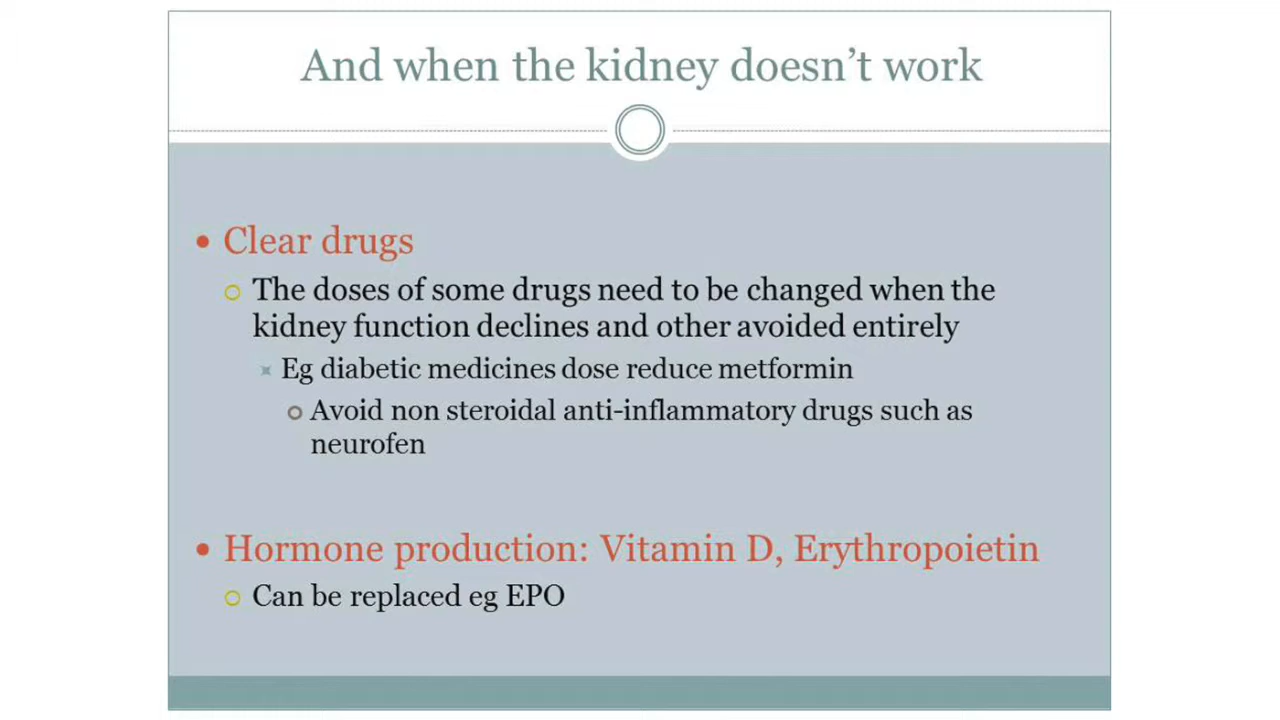 And when the kidney doesn’t work
Clear drugs
The doses of some drugs need to be changed when the
kidney function declines and other avoided entirely
Eg diabetic medicines dose reduce metformin
Avoid non steroidal anti-inflammatory drugs such as
neurofen
Hormone production: Vitamin D, Erythropoietin
Can be replaced eg EPO